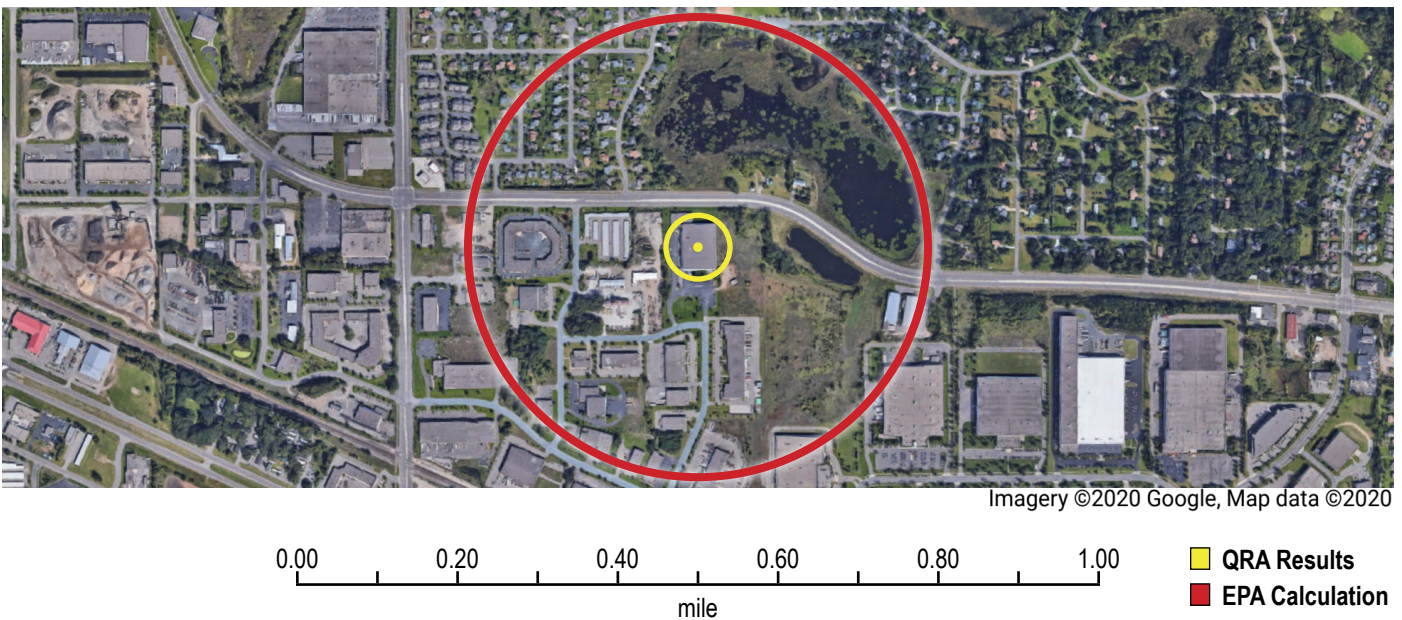 Imagery ©2020 Google, Map data ©2020
0.00 0.20 0.40 0.60 0.80 1.00
mile
QRA Results
EPA Calculation